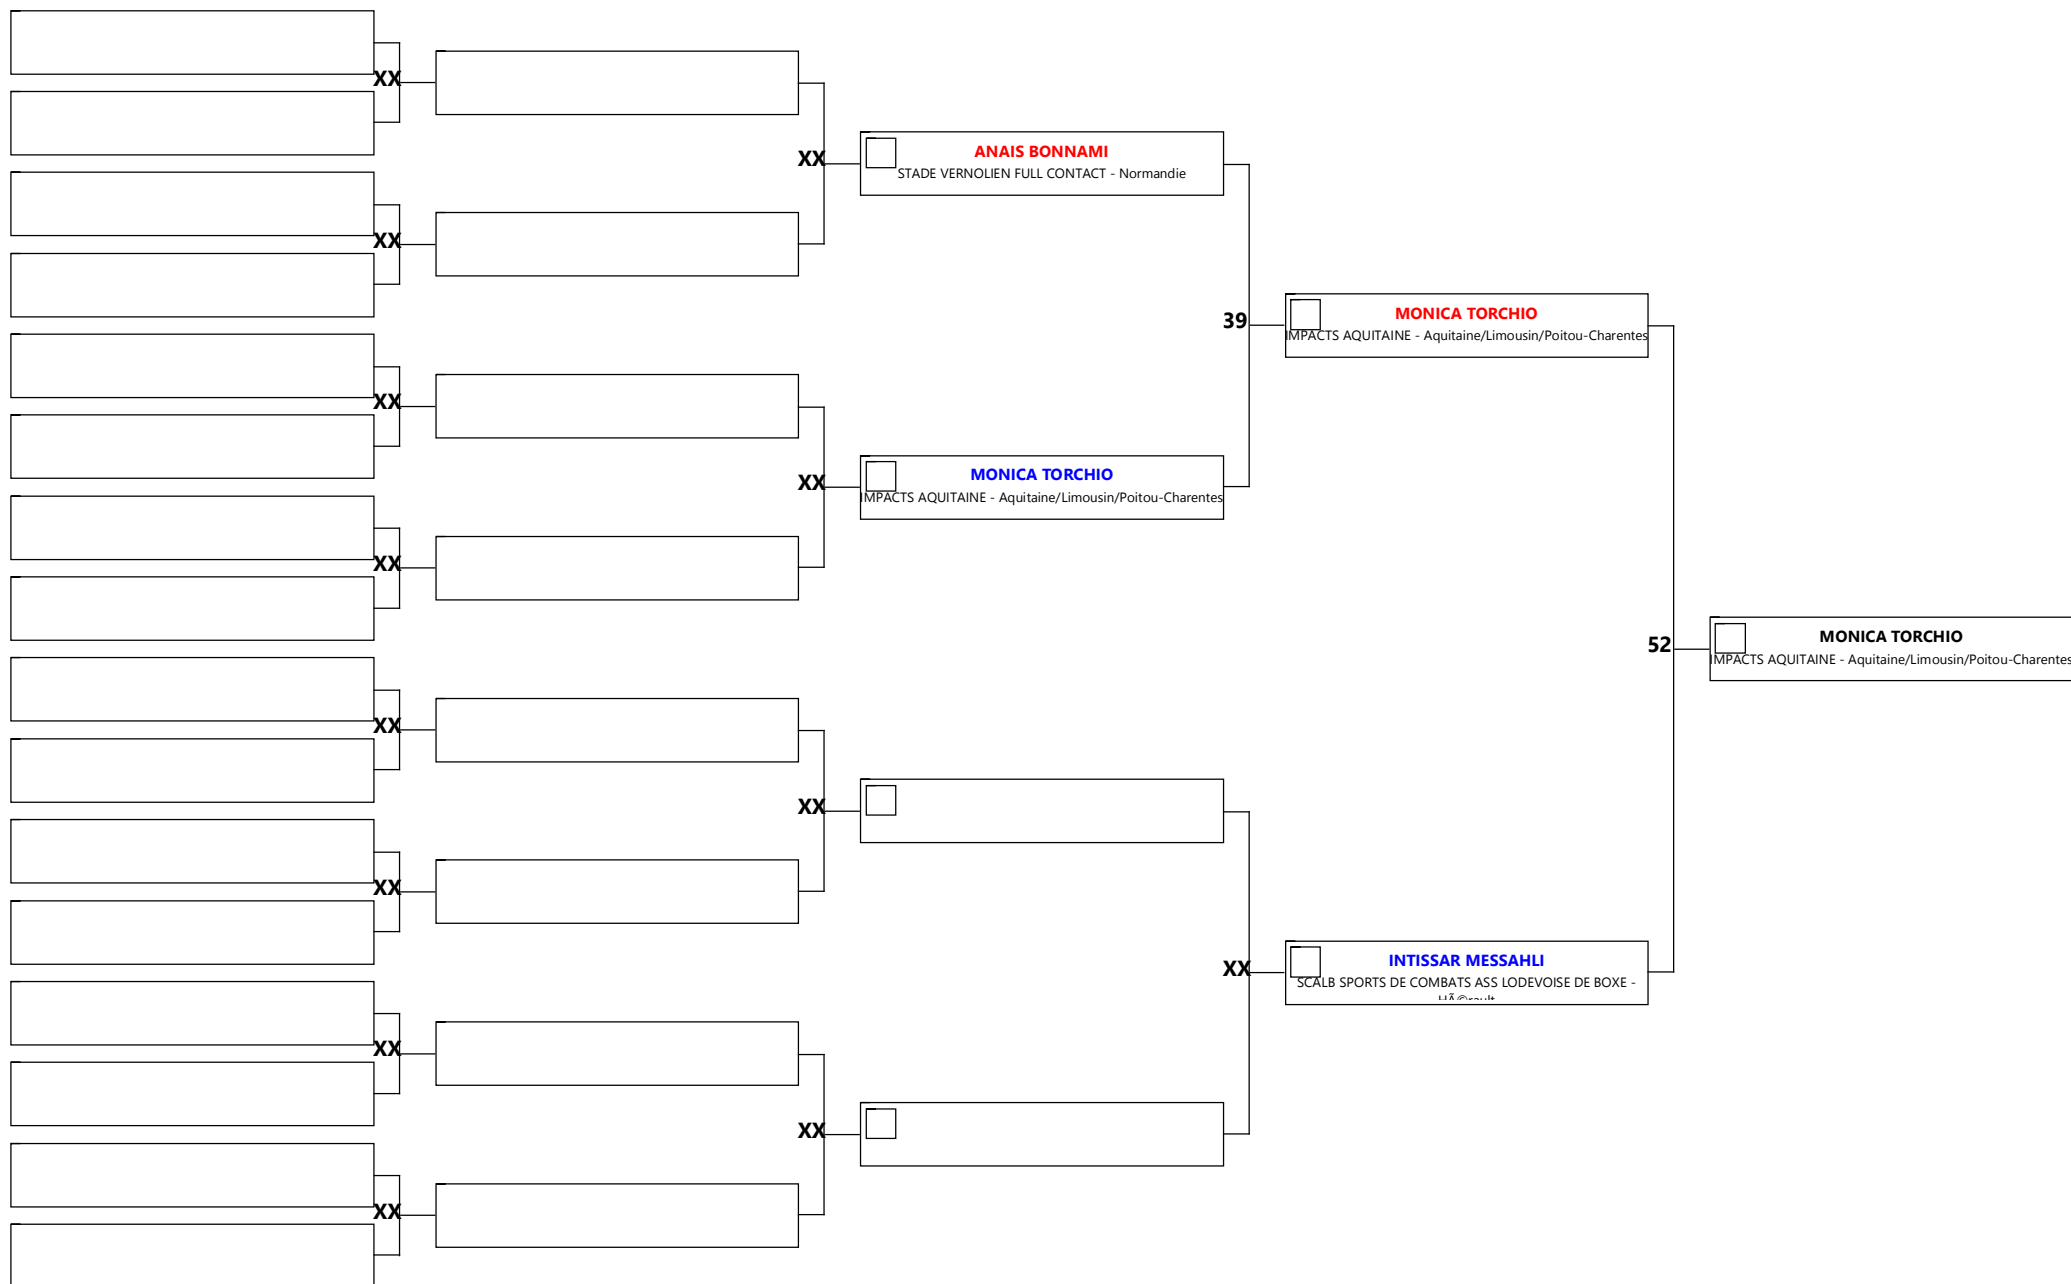 XX
XX
ANAIS BONNAMI
STADE VERNOLIEN FULL CONTACT - Normandie
XX
39
MONICA TORCHIO
IMPACTS AQUITAINE - Aquitaine/Limousin/Poitou-Charentes
XX
XX
MONICA TORCHIO
IMPACTS AQUITAINE - Aquitaine/Limousin/Poitou-Charentes
XX
52
MONICA TORCHIO
IMPACTS AQUITAINE - Aquitaine/Limousin/Poitou-Charentes
XX
XX
XX
XX
INTISSAR MESSAHLI
SCALB SPORTS DE COMBATS ASS LODEVOISE DE BOXE -
HÃ©rault
XX
XX
XX